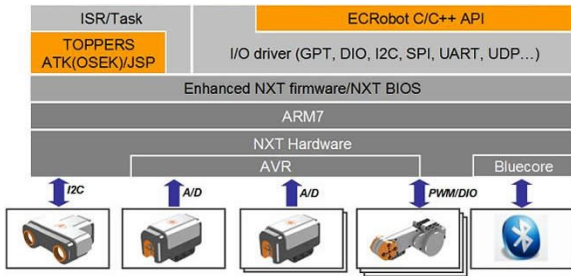 ISR/Task
ECRobot C/C++ API
TOPPERS
ATK(OSEK)/JSP
I/O driver (GPT, DIO, I2C, SPI, UART, UDP…)
Enhanced NXT firmware/NXT BIOS
ARM7
NXT Hardware
AVR
Bluecore
I2C
A/D
A/D
PWM/DIO